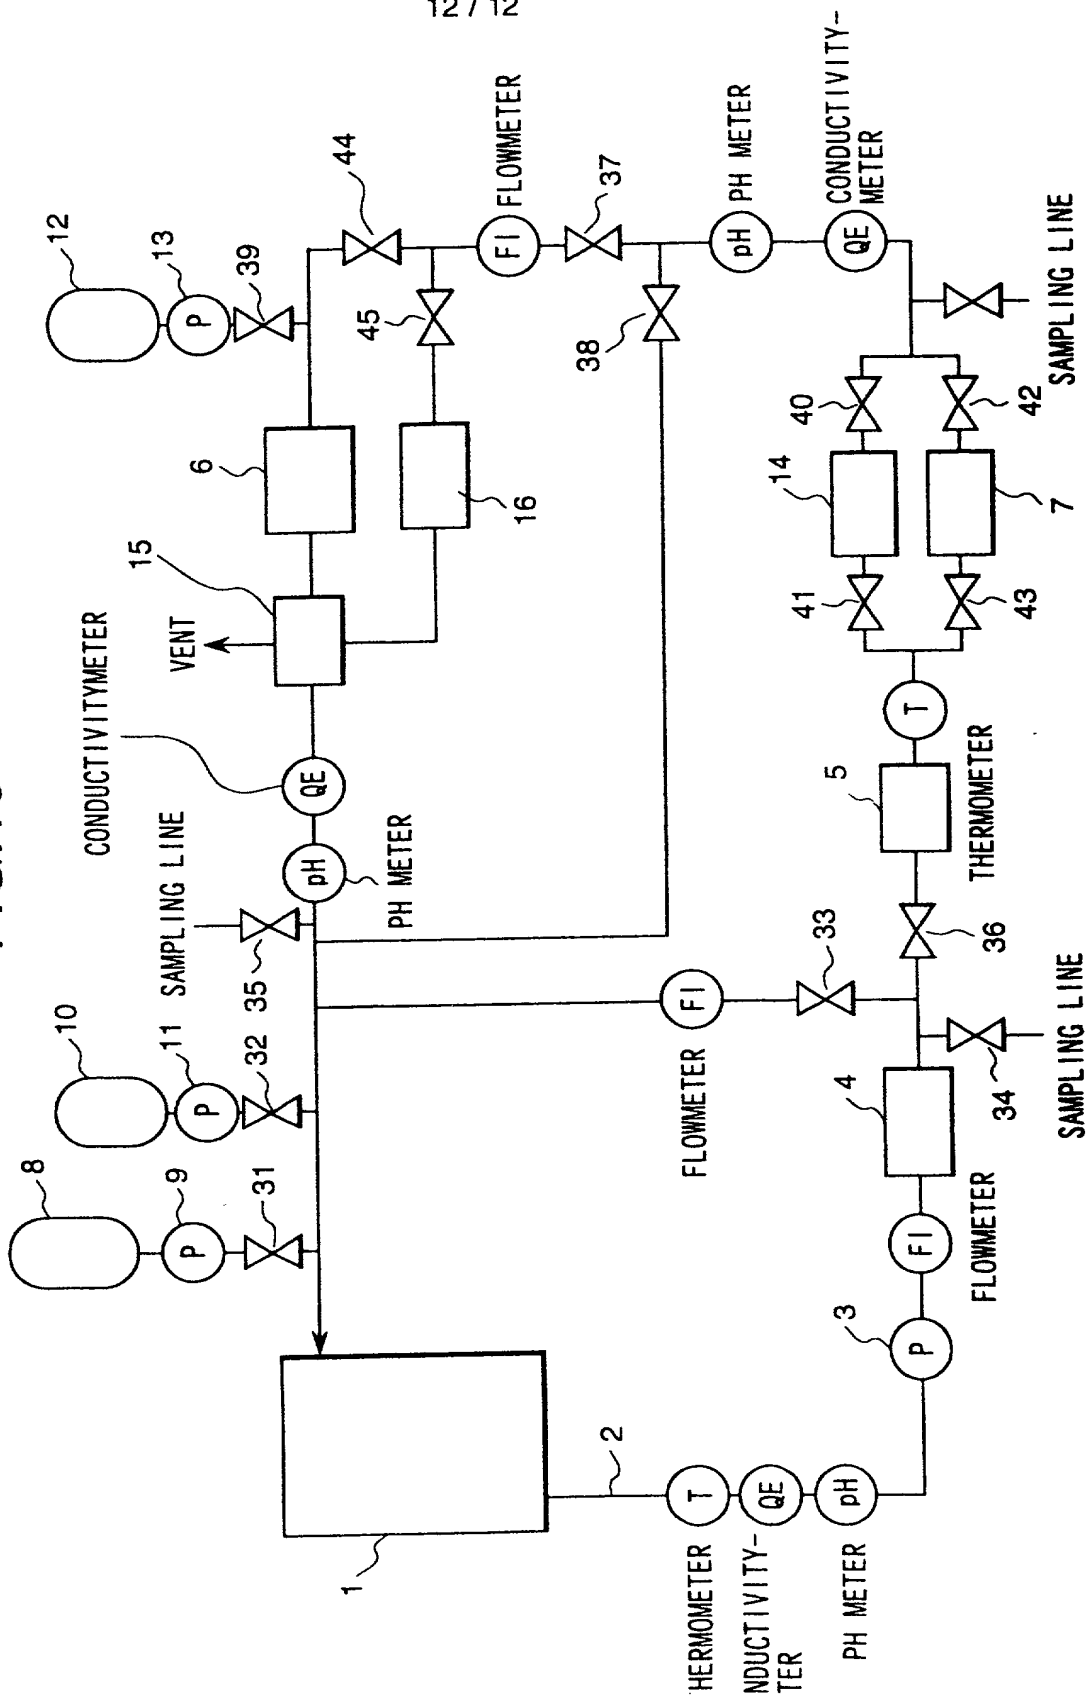 12 / 12
8
10
12
CONDUCTIVITYMETER
9
11
SAMPLING LINE
VENT
15
6
13
P
P
P
31
32
35
39
pH
QE
1
PH METER
44
45
16
FLOWMETER
FI
2
38
37
HERMOMETER
NDUCTIVITY-
TER
T
QE
pH
PH METER
FLOWMETER
FI
PH METER
pH
33
CONDUCTIVITY-
METER
QE
3
4
5
41
14
40
P
FI
T
FLOWMETER
34
36
THERMOMETER
43
7
42
SAMPLING LINE
SAMPLING LINE